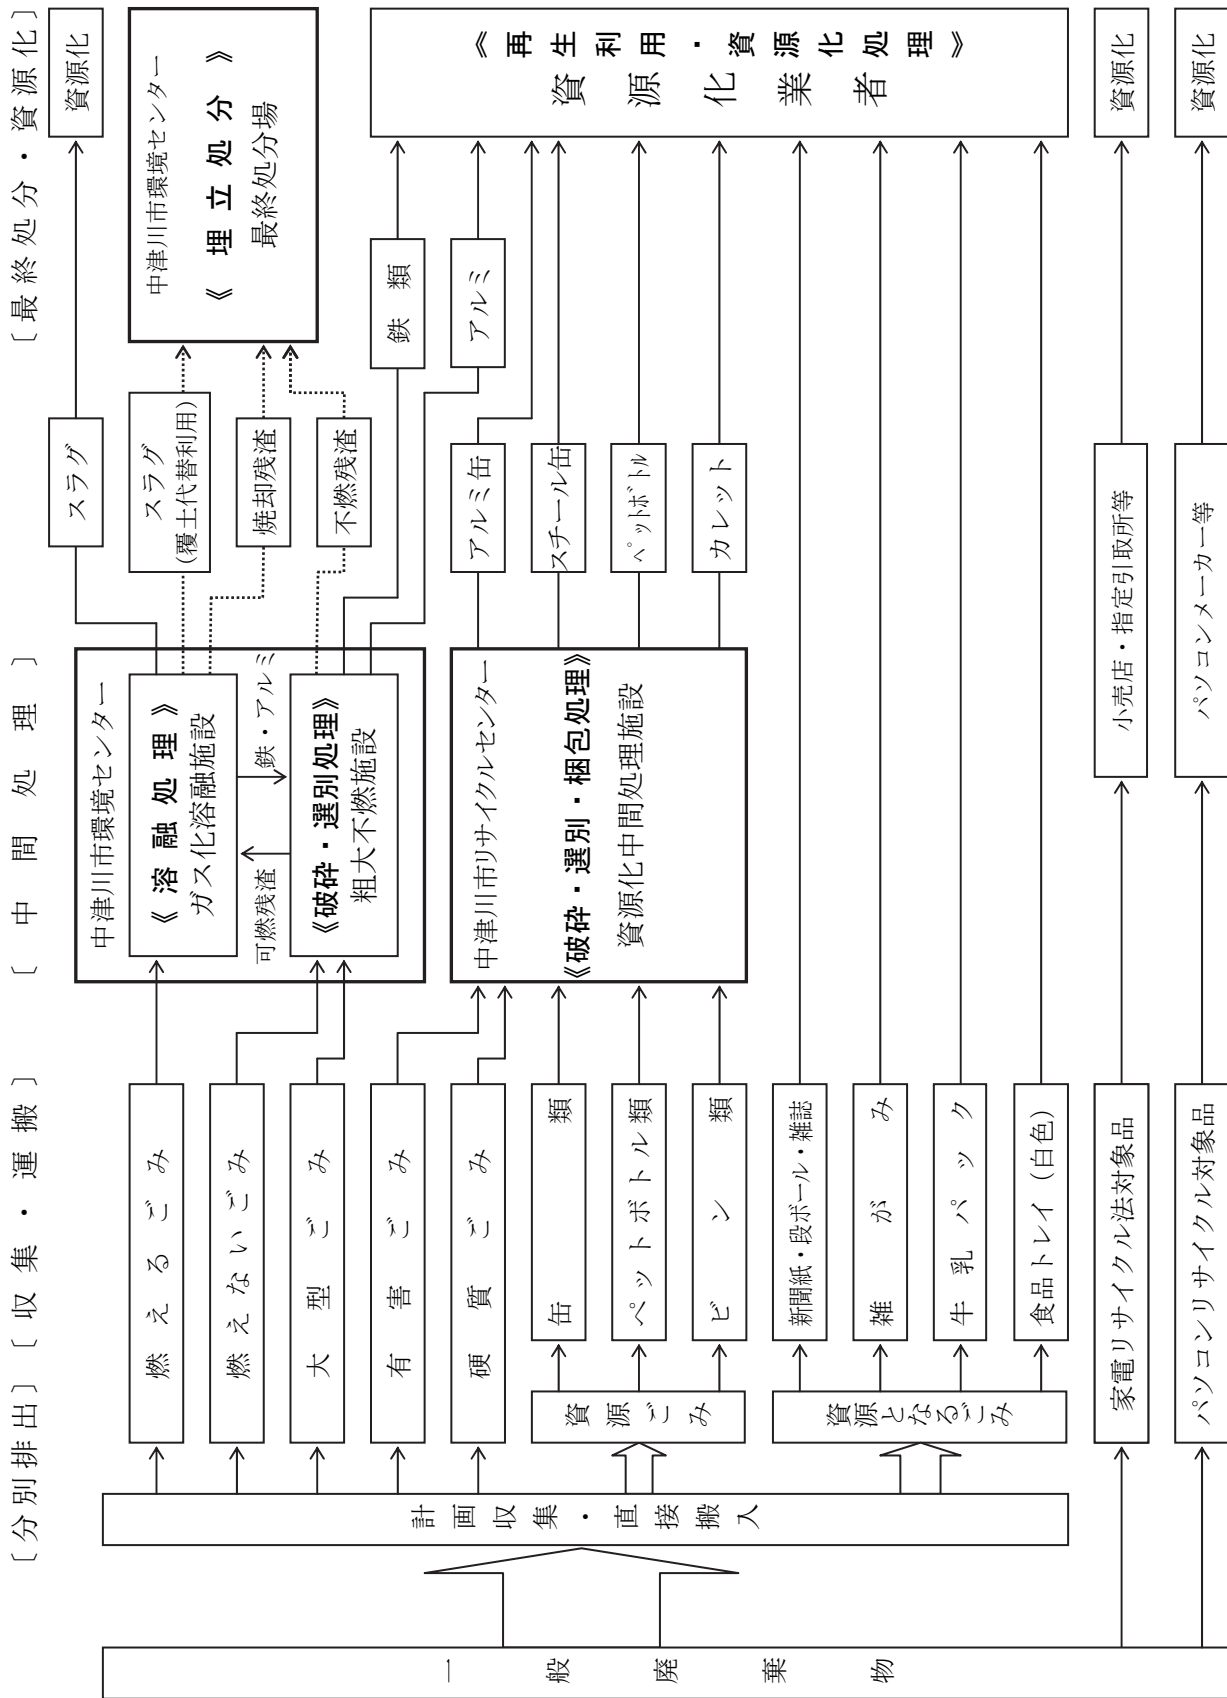 〔分別排出〕
〔収集・運搬〕
〔中間処理〕
〔最終処分・資源化〕
一般廃棄物
計画収集・直接搬入
燃えるごみ
燃えないごみ
大型ごみ
有害ごみ
硬質ごみ
資源ごみ
缶類
ペットボトル類
ビン類
資源となるごみ
新聞紙・段ボール・雑誌
雑がみ
牛乳パック
食品トレイ（白色）
家電リサイクル法対象品
パソコンリサイクル対象品
中津川市環境センター
《溶融処理》
ガス化溶融施設
可燃残渣
鉄・アルミ
《破砕・選別処理》
粗大不燃施設
中津川市リサイクルセンター
《破砕・選別・梱包処理》
資源化中間処理施設
スラグ
スラグ
(覆土代替利用)
焼却残渣
不燃残渣
鉄類
アルミ
アルミ缶
スチール缶
ペットボトル
カレット
小売店・指定引取所等
パソコンメーカー等
資源化
中津川市環境センター
《埋立処分》
最終処分場
《再生利用・資源化処理》
資源化業者
資源化
資源化